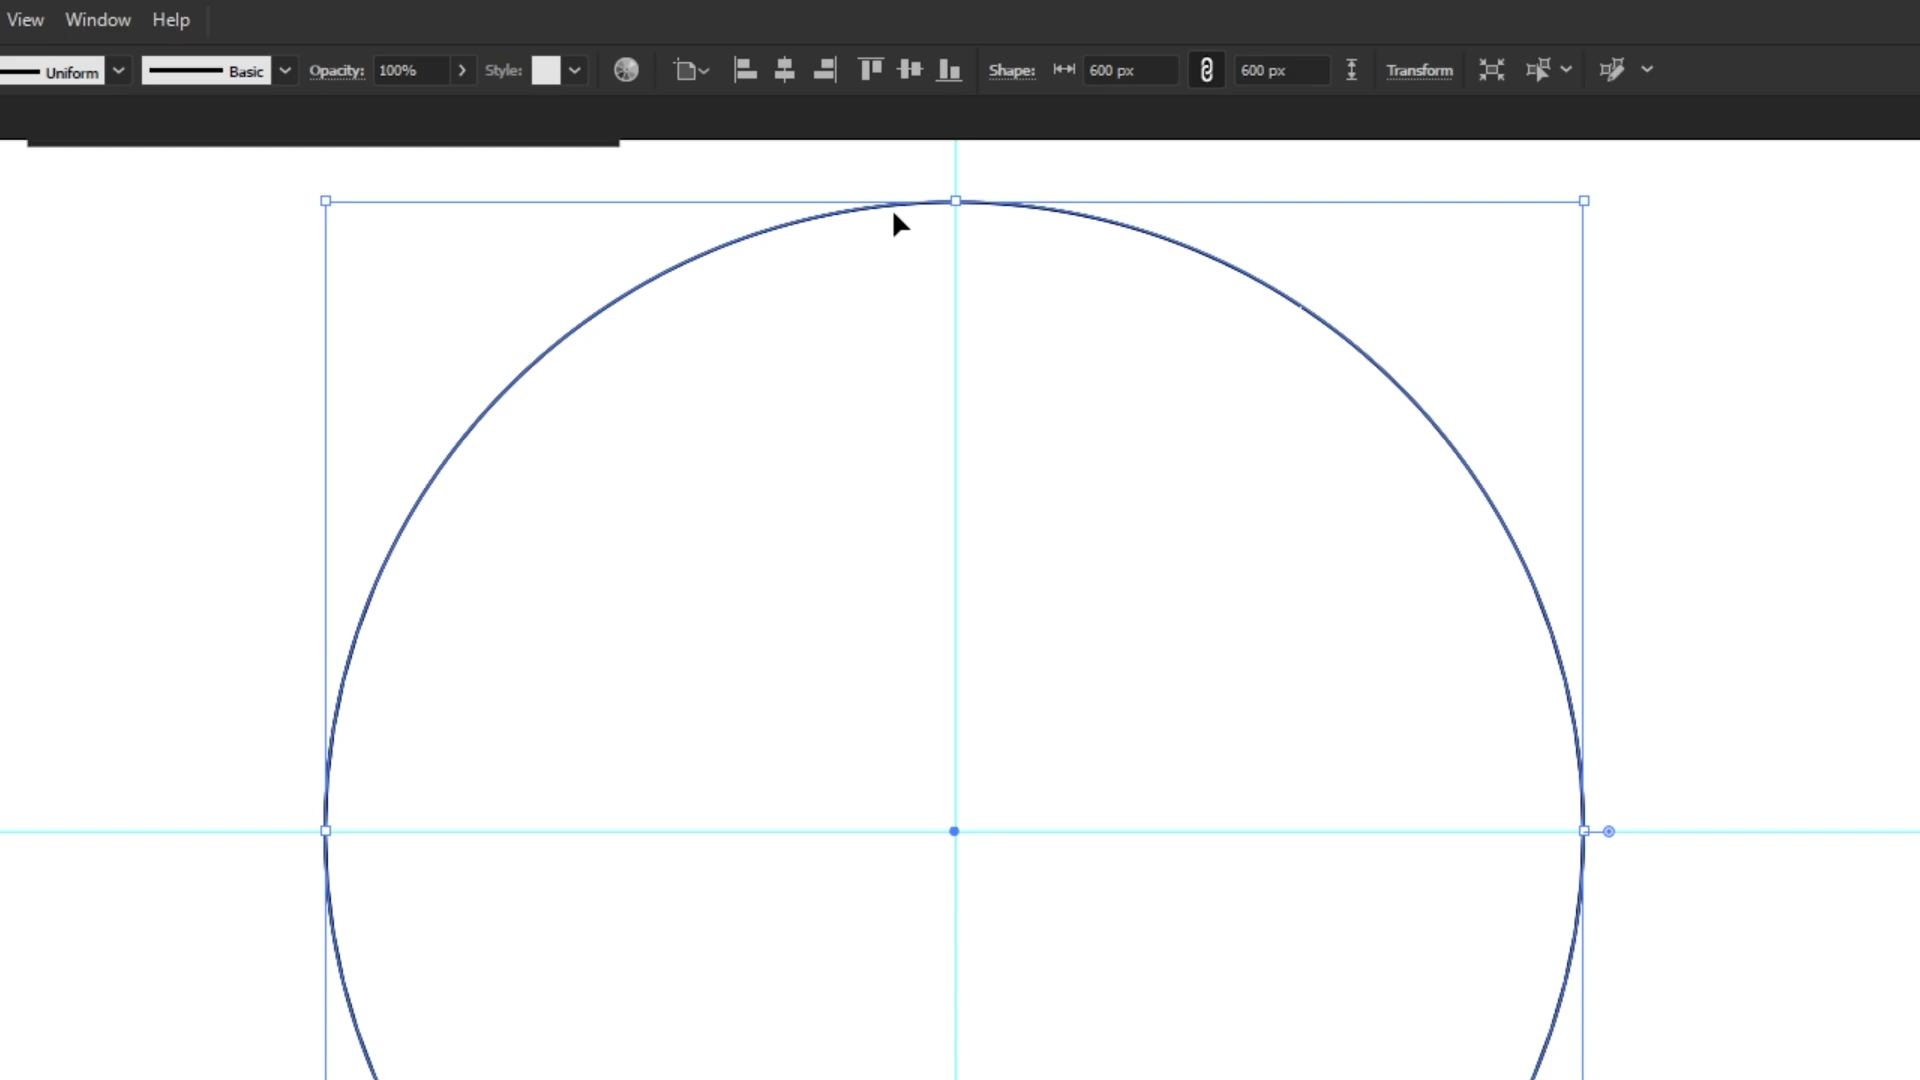 View Window Help
Uniform Basic Opacity: 100% Style: Shape: 600 px 600 px Transform